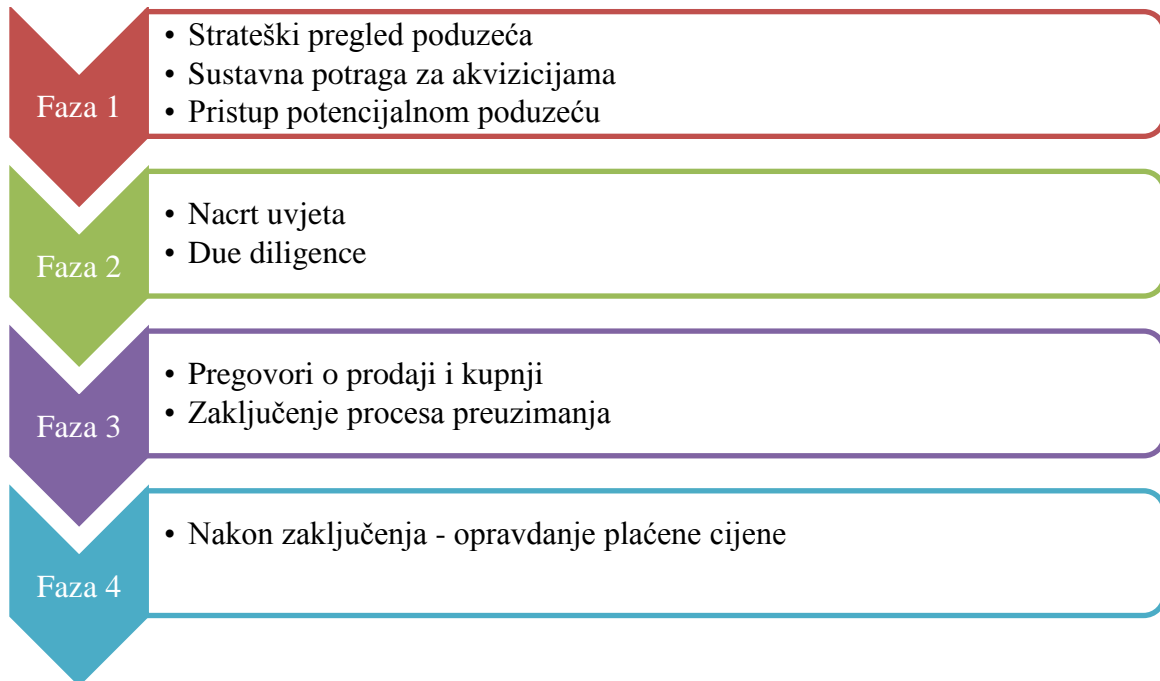 Faza 1
• Strateški pregled poduzeća
• Sustavna potraga za akvizicijama
• Pristup potencijalnom poduzeću
Faza 2
• Nacrt uvjeta
• Due diligence
Faza 3
• Pregovori o prodaji i kupnji
• Zaključenje procesa preuzimanja
Faza 4
• Nakon zaključenja - opravdanje plaćene cijene